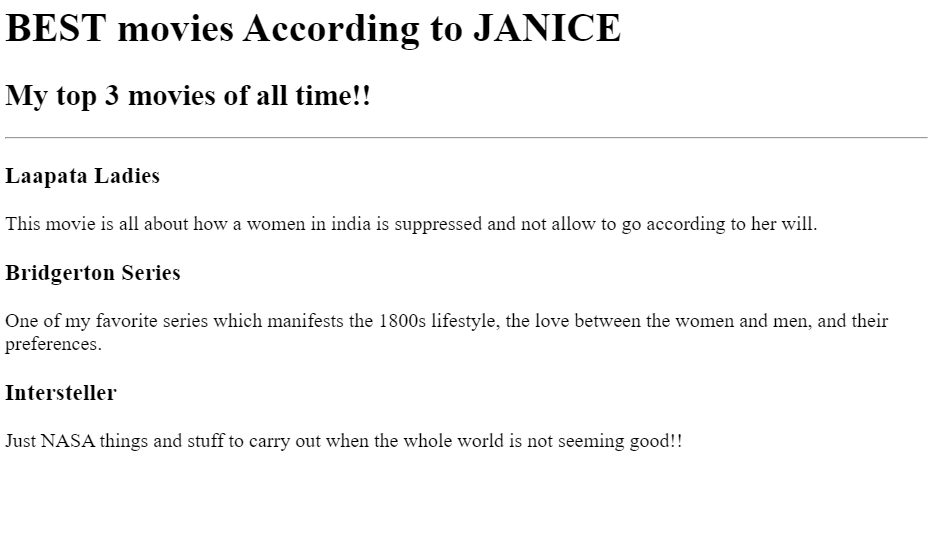 BEST movies According to JANICE
My top 3 movies of all time!!
Laapata Ladies
This movie is all about how a women in india is suppressed and not allow to go according to her will.
Bridgerton Series
One of my favorite series which manifests the 1800s lifestyle, the love between the women and men, and their
preferences.
Intersteller
Just NASA things and stuff to carry out when the whole world is not seeming good!!